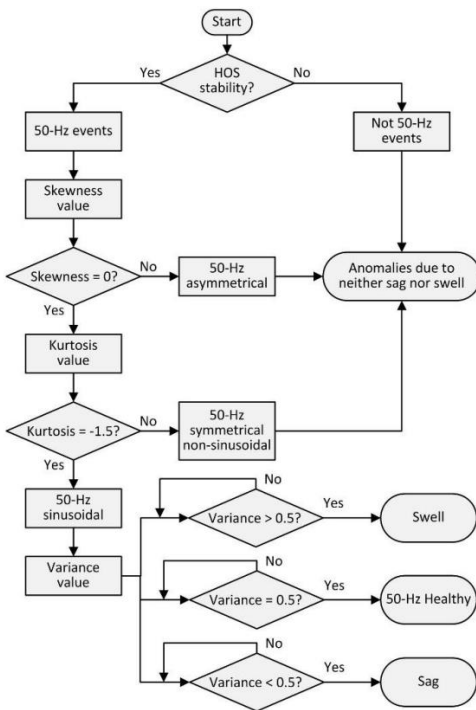 Start
Yes
HOS
stability?
No
50-Hz events
Not 50-Hz
events
Skewness
value
Skewness = 0?
No
50-Hz
asymmetrical
Anomalies due to
neither sag nor swell
Yes
Kurtosis
value
Kurtosis = -1.5?
No
50-Hz
symmetrical
non-sinusoidal
Yes
50-Hz
sinusoidal
Variance
value
No
Variance > 0.5?
Yes
Swell
No
Variance = 0.5?
Yes
50-Hz Healthy
No
Variance < 0.5?
Yes
Sag